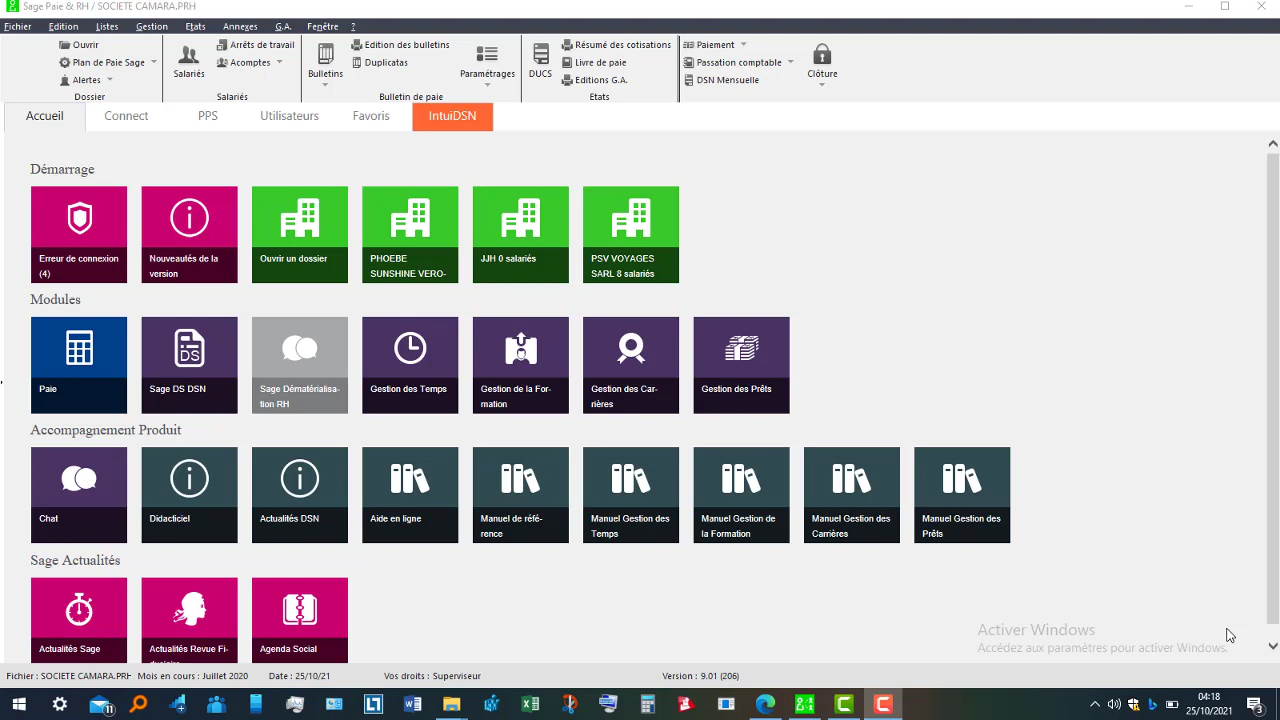 Sage Paie & RH / SOCIETE CAMARA.PRH
Fichier Edition Listes Gestion Etats Annexes G.A. Fenêtre ?
Ouvrir
Plan de Paie Sage
Alertes
Dossier
Salariés
Arrêts de travail
Acomptes
Salariés
Bulletins
Edition des bulletins
Duplicatas
Paramétrages
Bulletin de paie
DUCS
Résumé des cotisations
Livre de paie
Editions G.A.
Etats
Paiement
Passation comptable
DSN Mensuelle
Clôture
Accueil Connect PPS Utilisateurs Favoris IntuiDSN
Démarrage
Erreur de connexion
(4)
Nouveautés de la
version
Ouvrir un dossier
PHOEBE
SUNSHINE VERO-
JJH 0 salariés
PSV VOYAGES
SARL 8 salariés
Modules
Paie
DS
Sage DS DSN
Sage Dématérialisa-
tion RH
Gestion des Temps
Gestion de la For-
mation
Gestion des Car-
rières
Gestion des Prêts
Accompagnement Produit
Chat
Didacticiel
Actualités DSN
Aide en ligne
Manuel de réfé-
rence
Manuel Gestion des
Temps
Manuel Gestion de
la Formation
Manuel Gestion des
Carrières
Manuel Gestion des
Prêts
Sage Actualités
Actualités Sage
Actualités Revue Fi-
duciaire
Agenda Social
Activer Windows
Accédez aux paramètres pour activer Windows.
Fichier : SOCIETE CAMARA.PRH Mois en cours : Juillet 2020 Date : 25/10/21 Vos droits : Superviseur Version : 9.01 (206)
11
04:18
25/10/2021
3